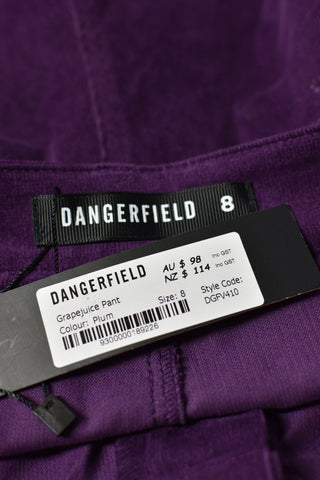 DANGERFIELD 8
DANGERFIELD
AU $ 98 inc GST
NZ $ 114 inc GST
Grapejuice Pant
Colour: Plum
Size: 8
Style Code:
DGPV410
9300000189226